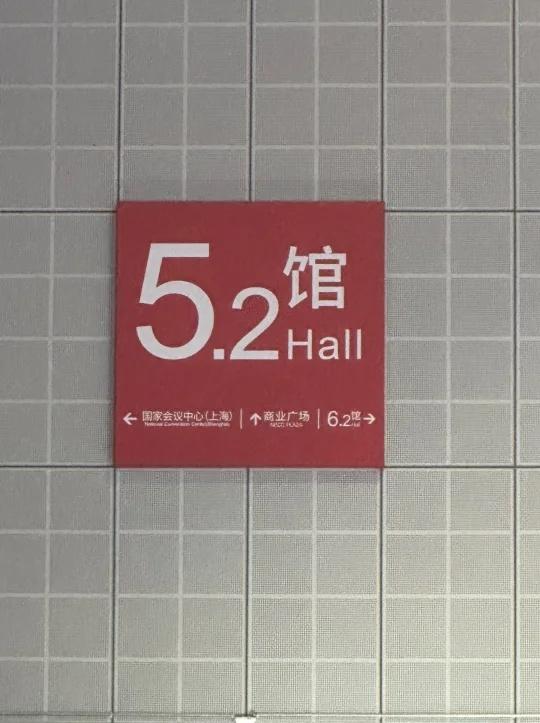 5.2馆
Hall
← 国家会议中心(上海) | ↑ 商业广场 | 6.2馆 →
National Convention Center(Shanghai) NECC PLAZA Hall